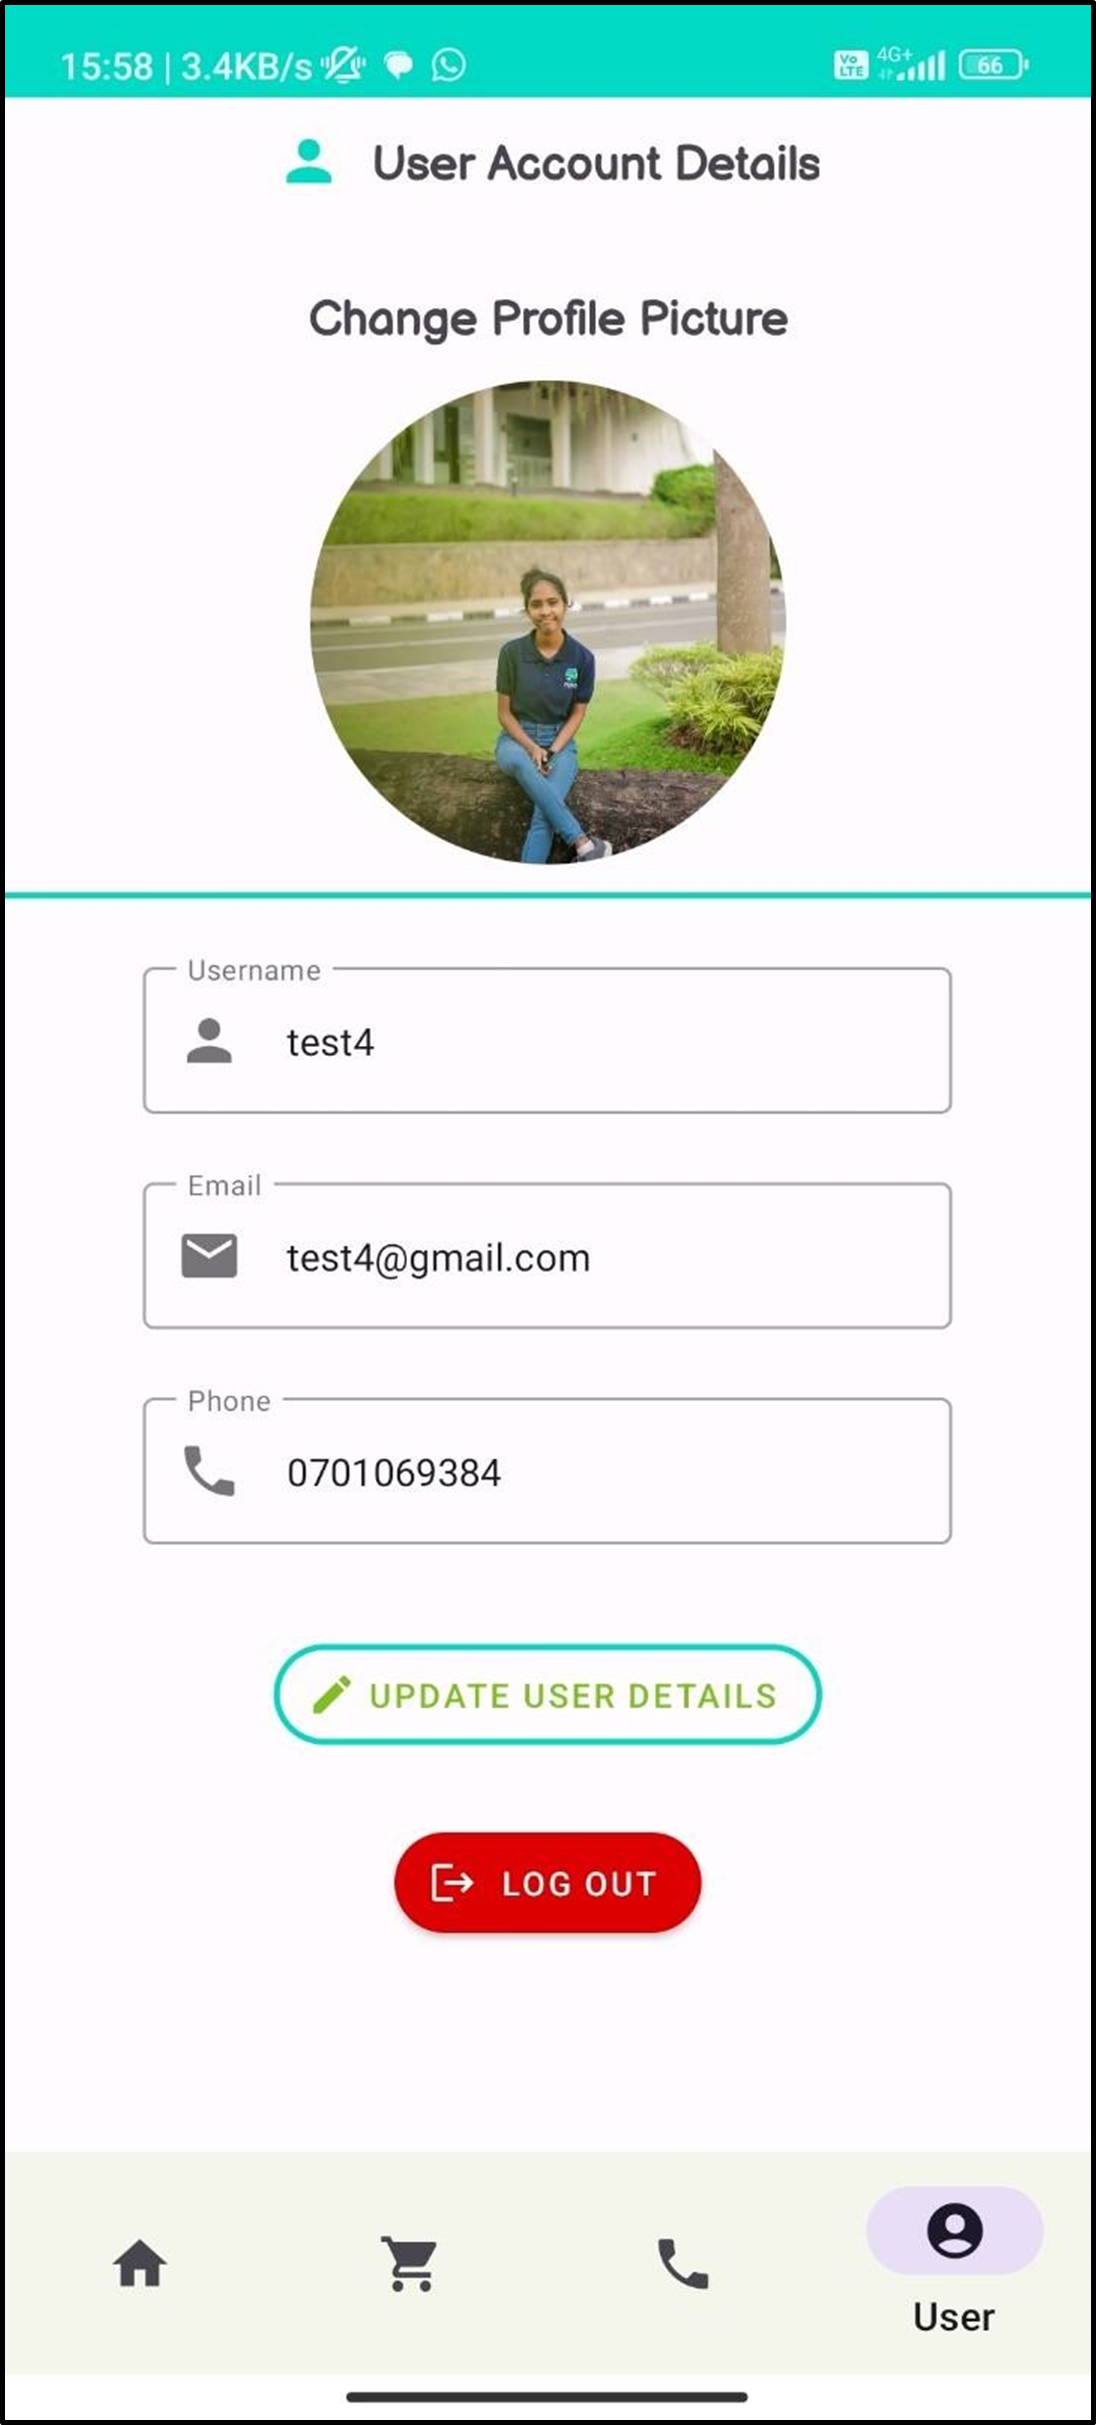 15:58 | 3.4KB/s Vo LTE 4G+ 66
User Account Details
Change Profile Picture
Username
test4
Email
test4@gmail.com
Phone
0701069384
UPDATE USER DETAILS
LOG OUT
User